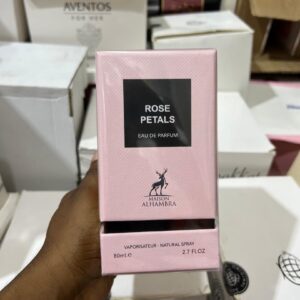 AVENTOS
FOR HER
ROSE
PETALS
EAU DE PARFUM
MAISON
ALHAMBRA
VAPORISATEUR - NATURAL SPRAY
80ml e 2.7 FL.OZ